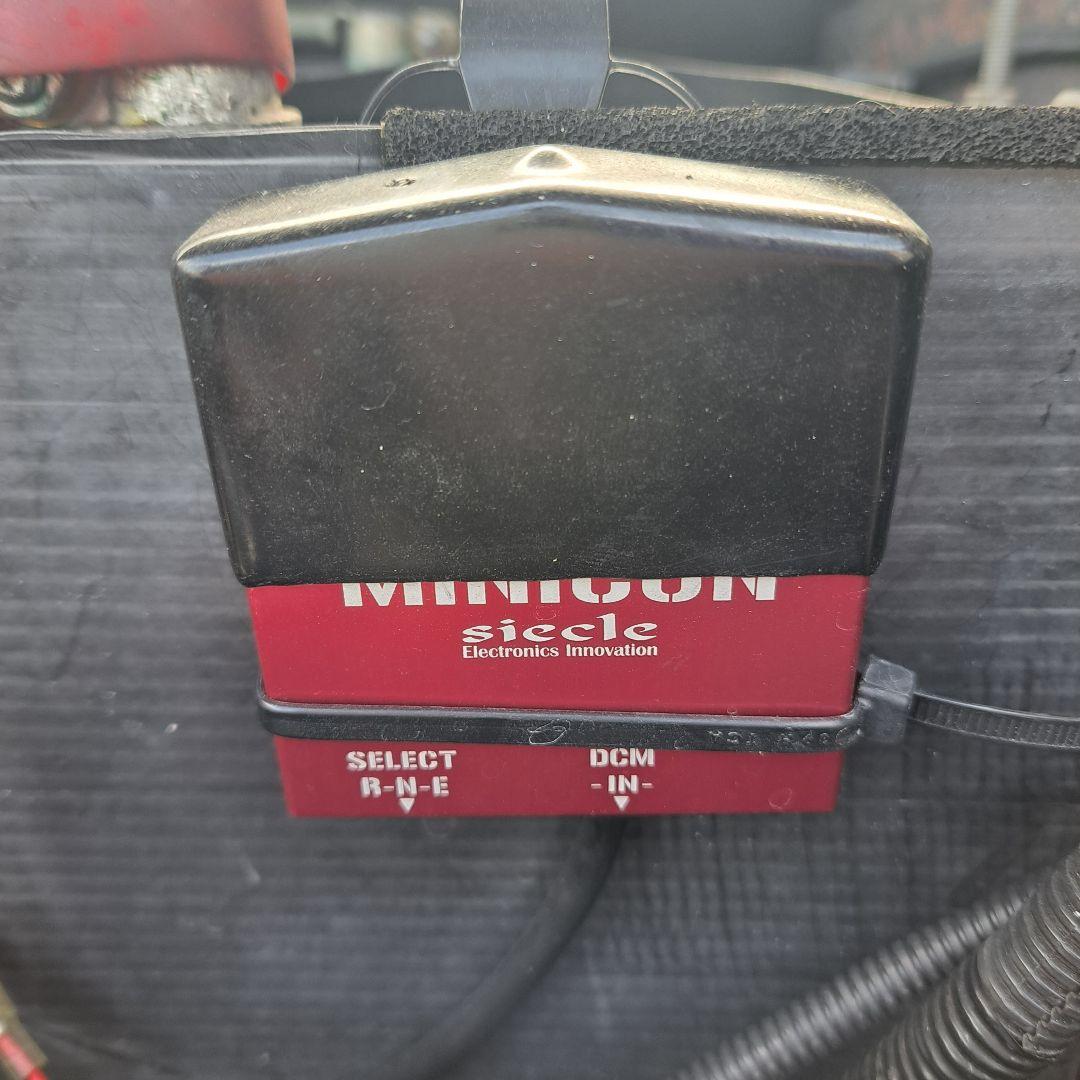 MINICON
siecle
Electronics Innovation
SELECT
R-N-E
DCM
-IN-